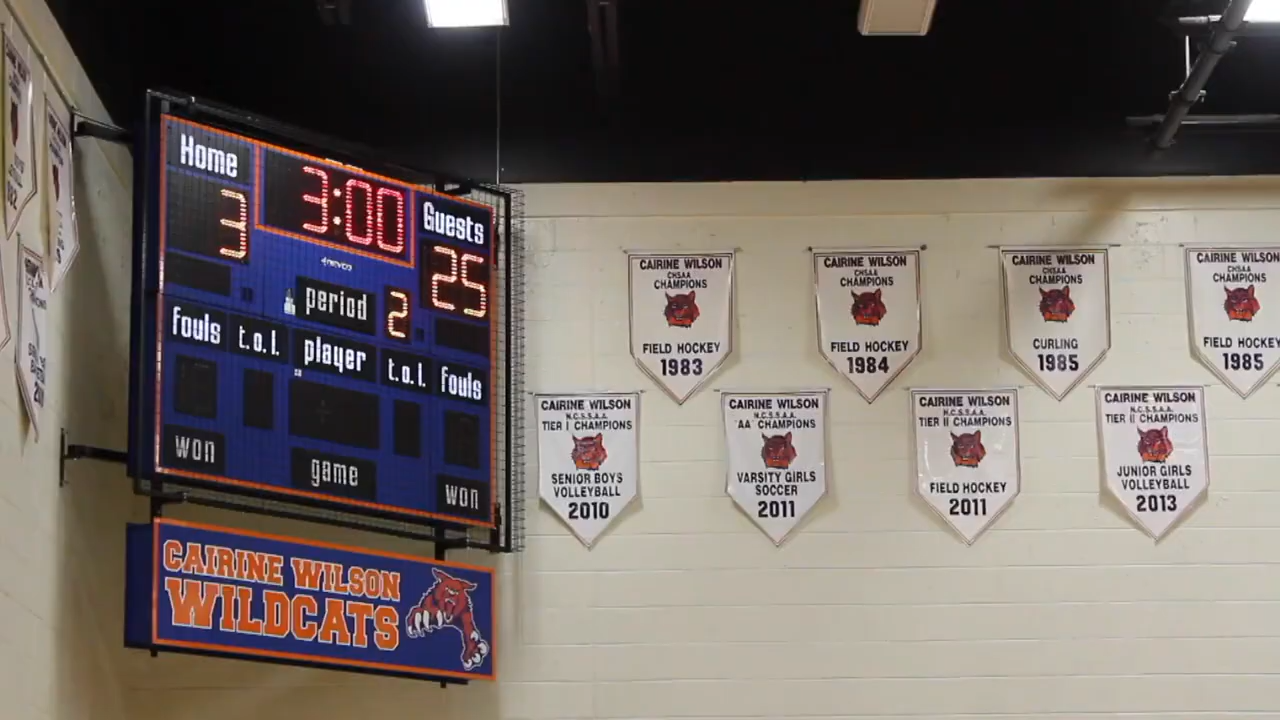 Home
3:00
3
Guests
25
period
2
fouls
t.o.l.
player
t.o.l.
fouls
won
game
won
CAIRINE WILSON
WILDCATS
CAIRINE WILSON
CHSAA
CHAMPIONS
FIELD HOCKEY
1983
CAIRINE WILSON
CHSAA
CHAMPIONS
FIELD HOCKEY
1984
CAIRINE WILSON
CHSAA
CHAMPIONS
CURLING
1985
CAIRINE WILSON
CHSAA
CHAMPIONS
FIELD HOCKEY
1985
CAIRINE WILSON
N.C.S.S.A.A.
TIER I CHAMPIONS
SENIOR BOYS
VOLLEYBALL
2010
CAIRINE WILSON
N.C.S.S.A.A.
"AA" CHAMPIONS
VARSITY GIRLS
SOCCER
2011
CAIRINE WILSON
N.C.S.S.A.A.
TIER II CHAMPIONS
FIELD HOCKEY
2011
CAIRINE WILSON
N.C.S.S.A.A.
TIER II CHAMPIONS
JUNIOR GIRLS
VOLLEYBALL
2013